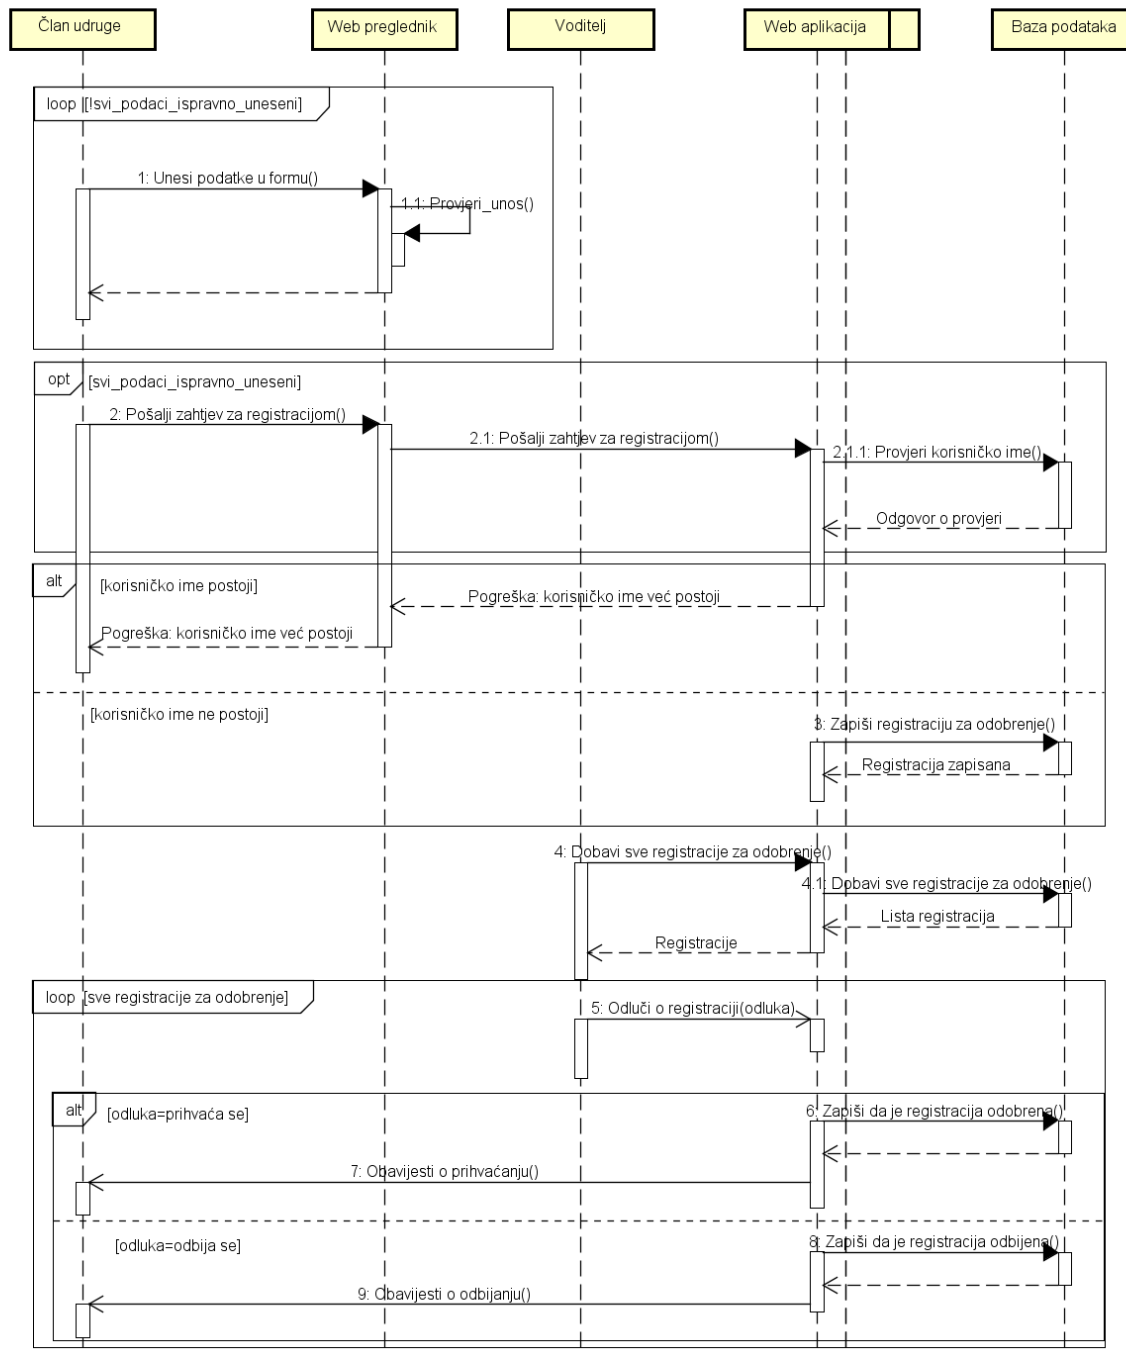 Član udruge
Web preglednik
Voditelj
Web aplikacija
Baza podataka
loop [!svi_podaci_ispravno_uneseni]
1: Unesi podatke u formu()
1.1: Provjeri_unos()
opt [svi_podaci_ispravno_uneseni]
2: Pošalji zahtjev za registracijom()
2.1: Pošalji zahtjev za registracijom()
2.1.1: Provjeri korisničko ime()
Odgovor o provjeri
alt [korisničko ime postoji]
Pogreška: korisničko ime već postoji
Pogreška: korisničko ime već postoji
[korisničko ime ne postoji]
3: Zapiši registraciju za odobrenje()
Registracija zapisana
4: Dobavi sve registracije za odobrenje()
4.1: Dobavi sve registracije za odobrenje()
Lista registracija
Registracije
loop [sve registracije za odobrenje]
5: Odluči o registraciji(odluka)
alt [odluka=prihvaća se]
6: Zapiši da je registracija odobrena()
7: Obavijesti o prihvaćanju()
[odluka=odbija se]
8: Zapiši da je registracija odbijena()
9: Obavijesti o odbijanju()